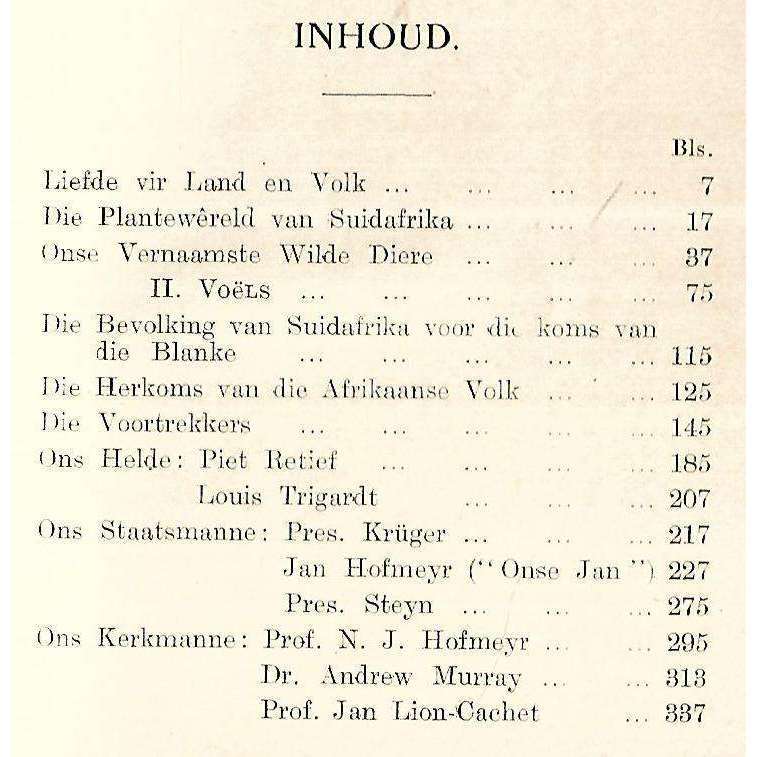 INHOUD.
Bls.
Liefde vir Land en Volk ... ... ... ... 7
Die Plantewêreld van Suidafrika ... ... ... 17
Onse Vernaamste Wilde Diere ... ... ... 37
II. Voëls ... ... ... ... ... 75
Die Bevolking van Suidafrika voor die koms van
die Blanke ... ... ... ... ... 115
Die Herkoms van die Afrikaanse Volk ... ... 125
Die Voortrekkers ... ... ... ... ... 145
Ons Helde: Piet Retief ... ... ... ... 185
Louis Trigardt ... ... ... 207
Ons Staatsmanne: Pres. Krüger ... ... ... 217
Jan Hofmeyr ("Onse Jan") 227
Pres. Steyn ... ... ... 275
Ons Kerkmanne: Prof. N. J. Hofmeyr ... ... 295
Dr. Andrew Murray ... ... 313
Prof. Jan Lion-Cachet ... 337